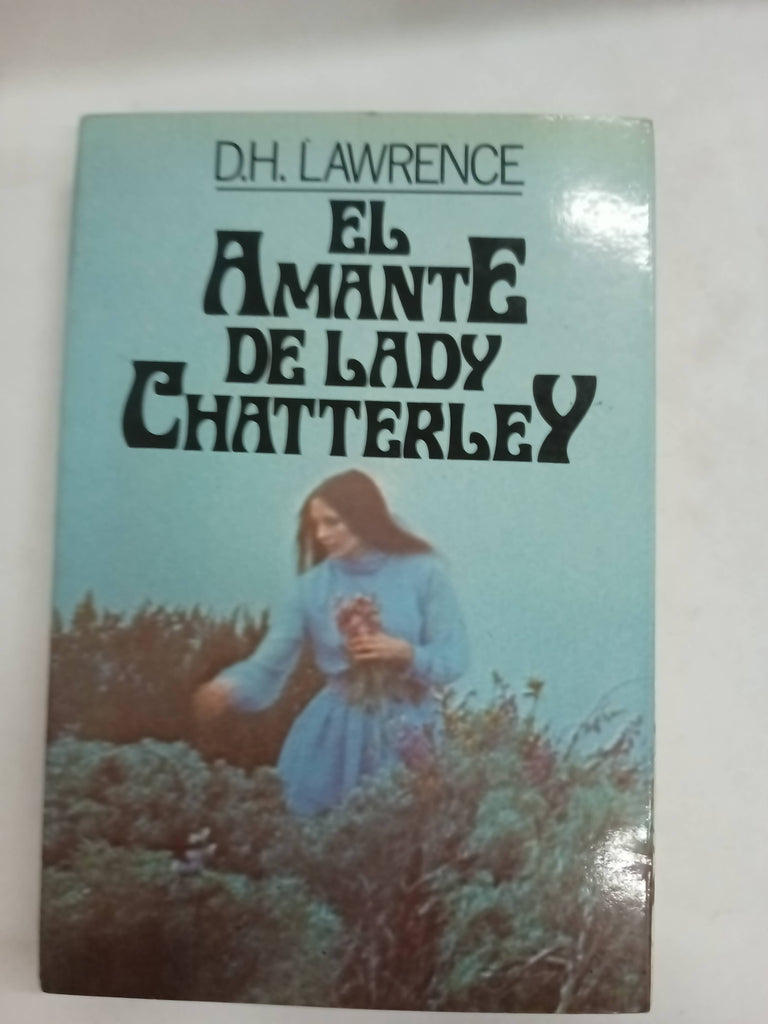 D.H. LAWRENCE
EL
AMANTE
DE LADY
CHATTERLEY